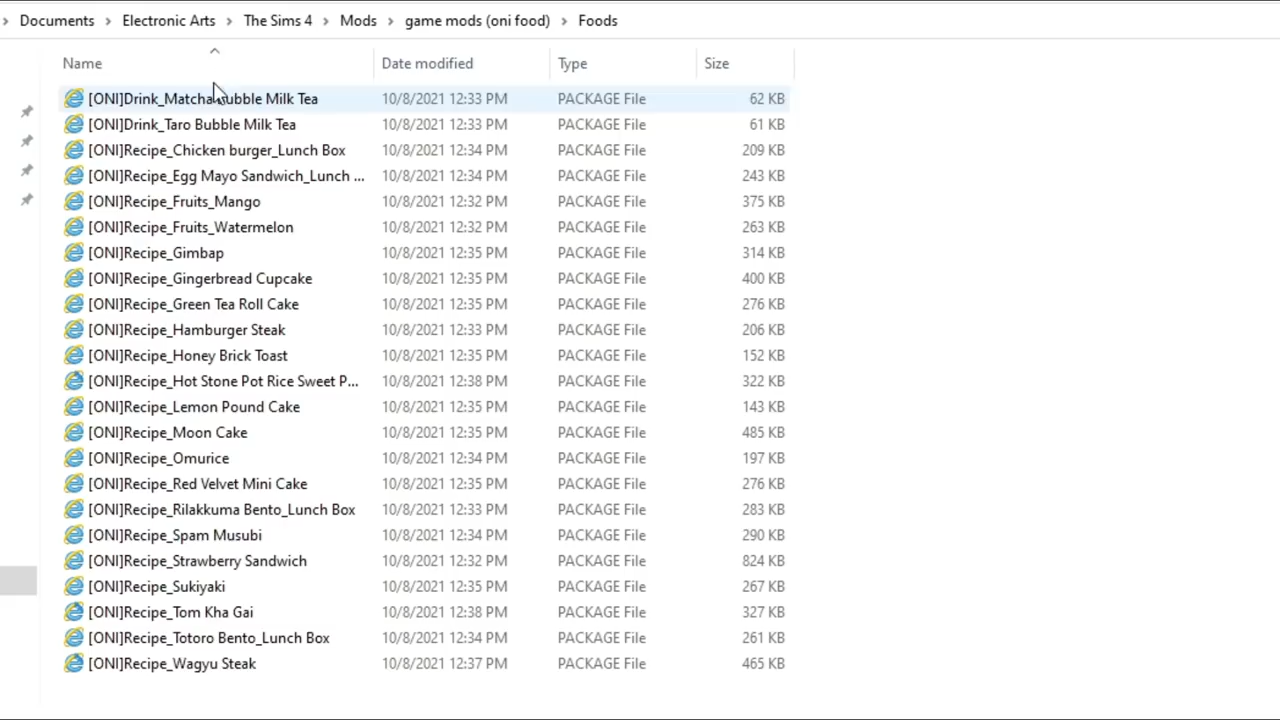 Documents > Electronic Arts > The Sims 4 > Mods > game mods (oni food) > Foods
Name Date modified Type Size
[ONI]Drink_Matcha Bubble Milk Tea 10/8/2021 12:33 PM PACKAGE File 62 KB
[ONI]Drink_Taro Bubble Milk Tea 10/8/2021 12:33 PM PACKAGE File 61 KB
[ONI]Recipe_Chicken burger_Lunch Box 10/8/2021 12:34 PM PACKAGE File 209 KB
[ONI]Recipe_Egg Mayo Sandwich_Lunch ... 10/8/2021 12:34 PM PACKAGE File 243 KB
[ONI]Recipe_Fruits_Mango 10/8/2021 12:32 PM PACKAGE File 375 KB
[ONI]Recipe_Fruits_Watermelon 10/8/2021 12:32 PM PACKAGE File 263 KB
[ONI]Recipe_Gimbap 10/8/2021 12:35 PM PACKAGE File 314 KB
[ONI]Recipe_Gingerbread Cupcake 10/8/2021 12:35 PM PACKAGE File 400 KB
[ONI]Recipe_Green Tea Roll Cake 10/8/2021 12:35 PM PACKAGE File 276 KB
[ONI]Recipe_Hamburger Steak 10/8/2021 12:33 PM PACKAGE File 206 KB
[ONI]Recipe_Honey Brick Toast 10/8/2021 12:35 PM PACKAGE File 152 KB
[ONI]Recipe_Hot Stone Pot Rice Sweet P... 10/8/2021 12:38 PM PACKAGE File 322 KB
[ONI]Recipe_Lemon Pound Cake 10/8/2021 12:35 PM PACKAGE File 143 KB
[ONI]Recipe_Moon Cake 10/8/2021 12:35 PM PACKAGE File 485 KB
[ONI]Recipe_Omurice 10/8/2021 12:34 PM PACKAGE File 197 KB
[ONI]Recipe_Red Velvet Mini Cake 10/8/2021 12:35 PM PACKAGE File 276 KB
[ONI]Recipe_Rilakkuma Bento_Lunch Box 10/8/2021 12:33 PM PACKAGE File 283 KB
[ONI]Recipe_Spam Musubi 10/8/2021 12:34 PM PACKAGE File 290 KB
[ONI]Recipe_Strawberry Sandwich 10/8/2021 12:32 PM PACKAGE File 824 KB
[ONI]Recipe_Sukiyaki 10/8/2021 12:35 PM PACKAGE File 267 KB
[ONI]Recipe_Tom Kha Gai 10/8/2021 12:38 PM PACKAGE File 327 KB
[ONI]Recipe_Totoro Bento_Lunch Box 10/8/2021 12:34 PM PACKAGE File 261 KB
[ONI]Recipe_Wagyu Steak 10/8/2021 12:37 PM PACKAGE File 465 KB